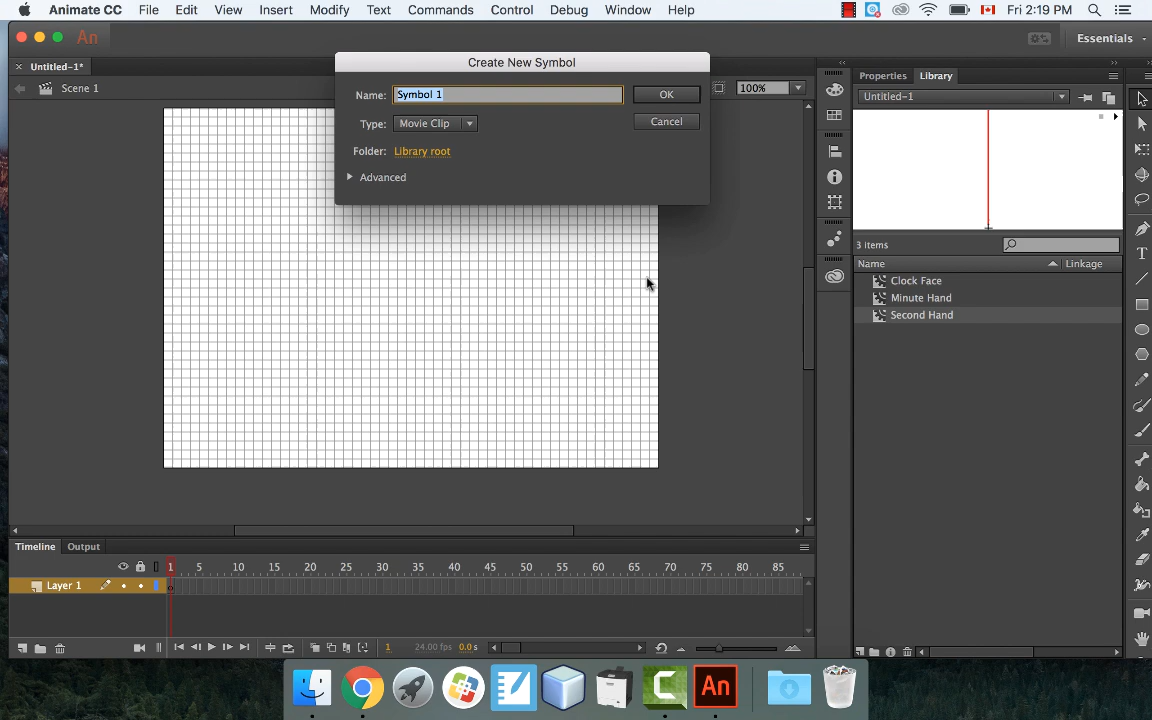 Animate CC File Edit View Insert Modify Text Commands Control Debug Window Help Fri 2:19 PM
An Essentials
Untitled-1*
Scene 1
100%
Create New Symbol
Name: Symbol 1
OK
Type: Movie Clip
Cancel
Folder: Library root
Advanced
Properties Library
Untitled-1
3 items
Name Linkage
Clock Face
Minute Hand
Second Hand
Timeline Output
1 5 10 15 20 25 30 35 40 45 50 55 60 65 70 75 80 85
Layer 1
1 24.00 fps 0.0 s
An